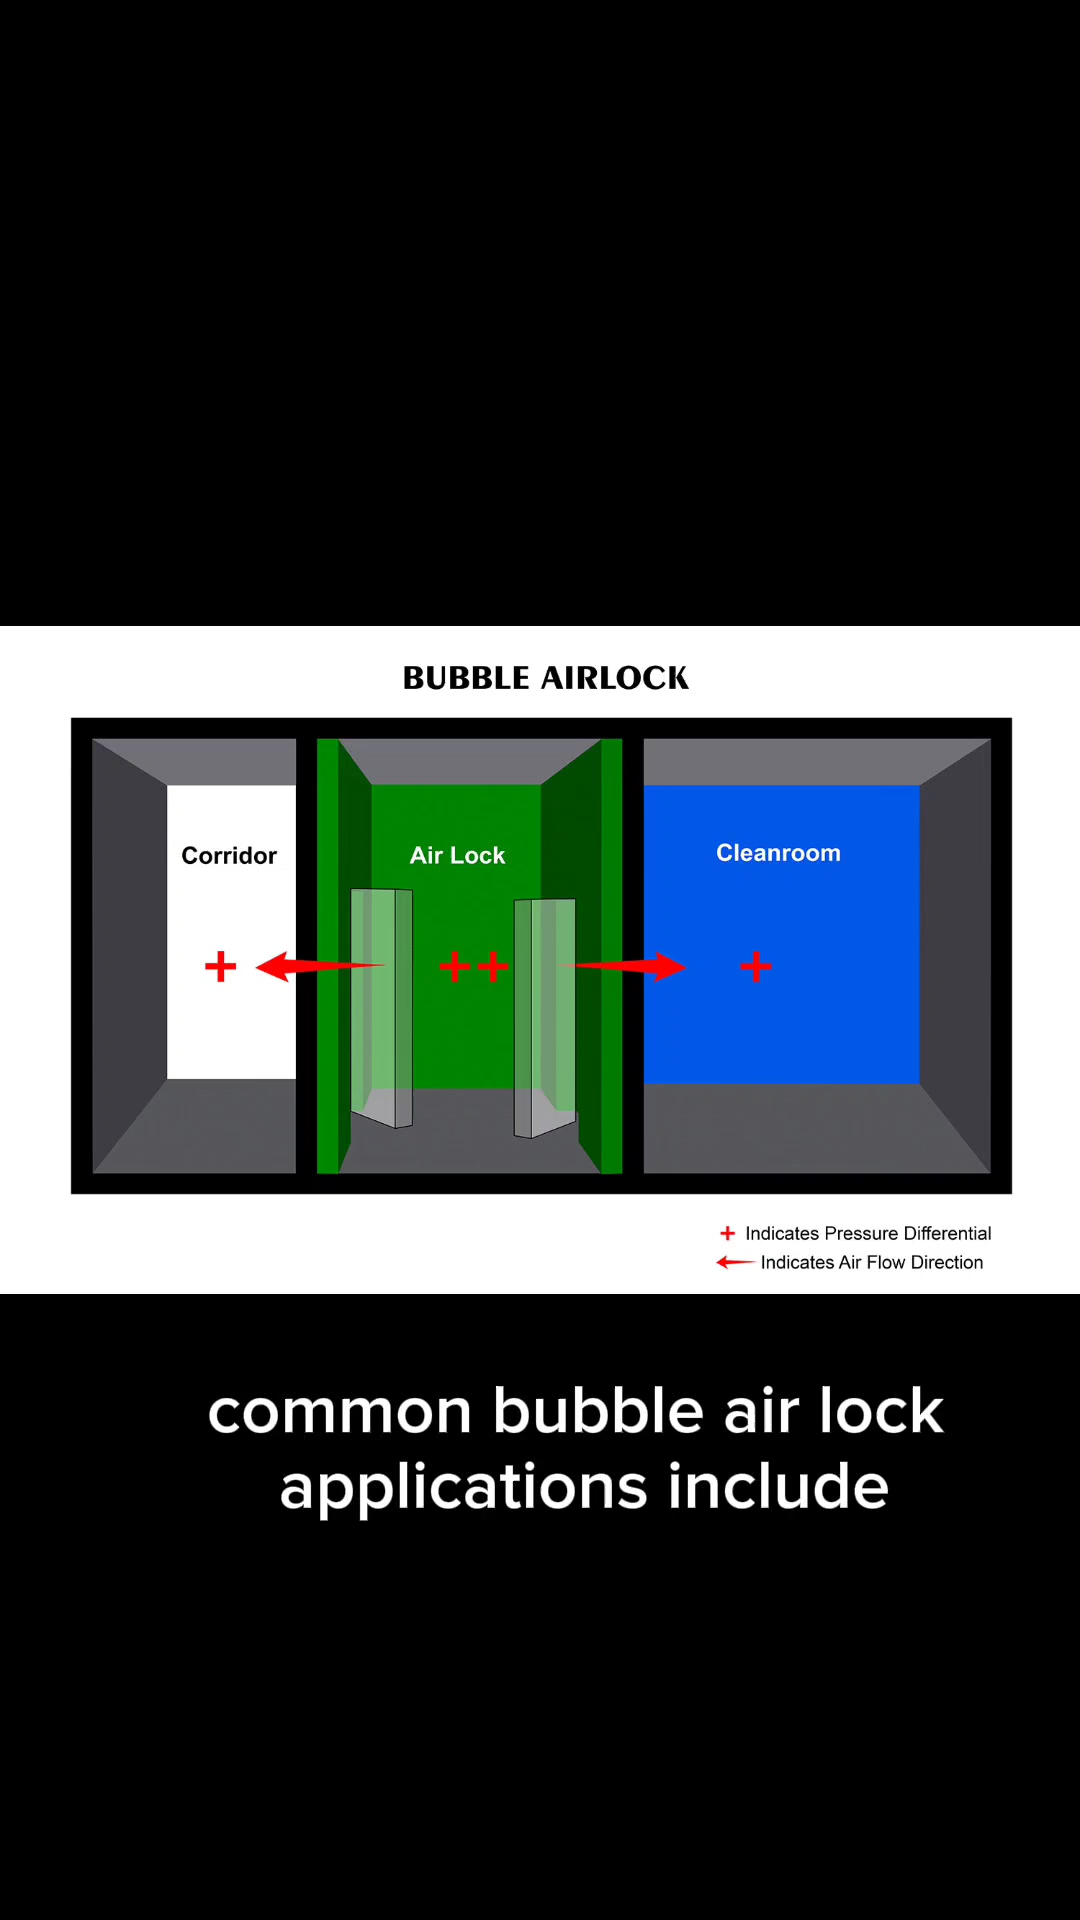 BUBBLE AIRLOCK
Corridor
Air Lock
Cleanroom
+
++
+
+ Indicates Pressure Differential
Indicates Air Flow Direction
common bubble air lock
applications include